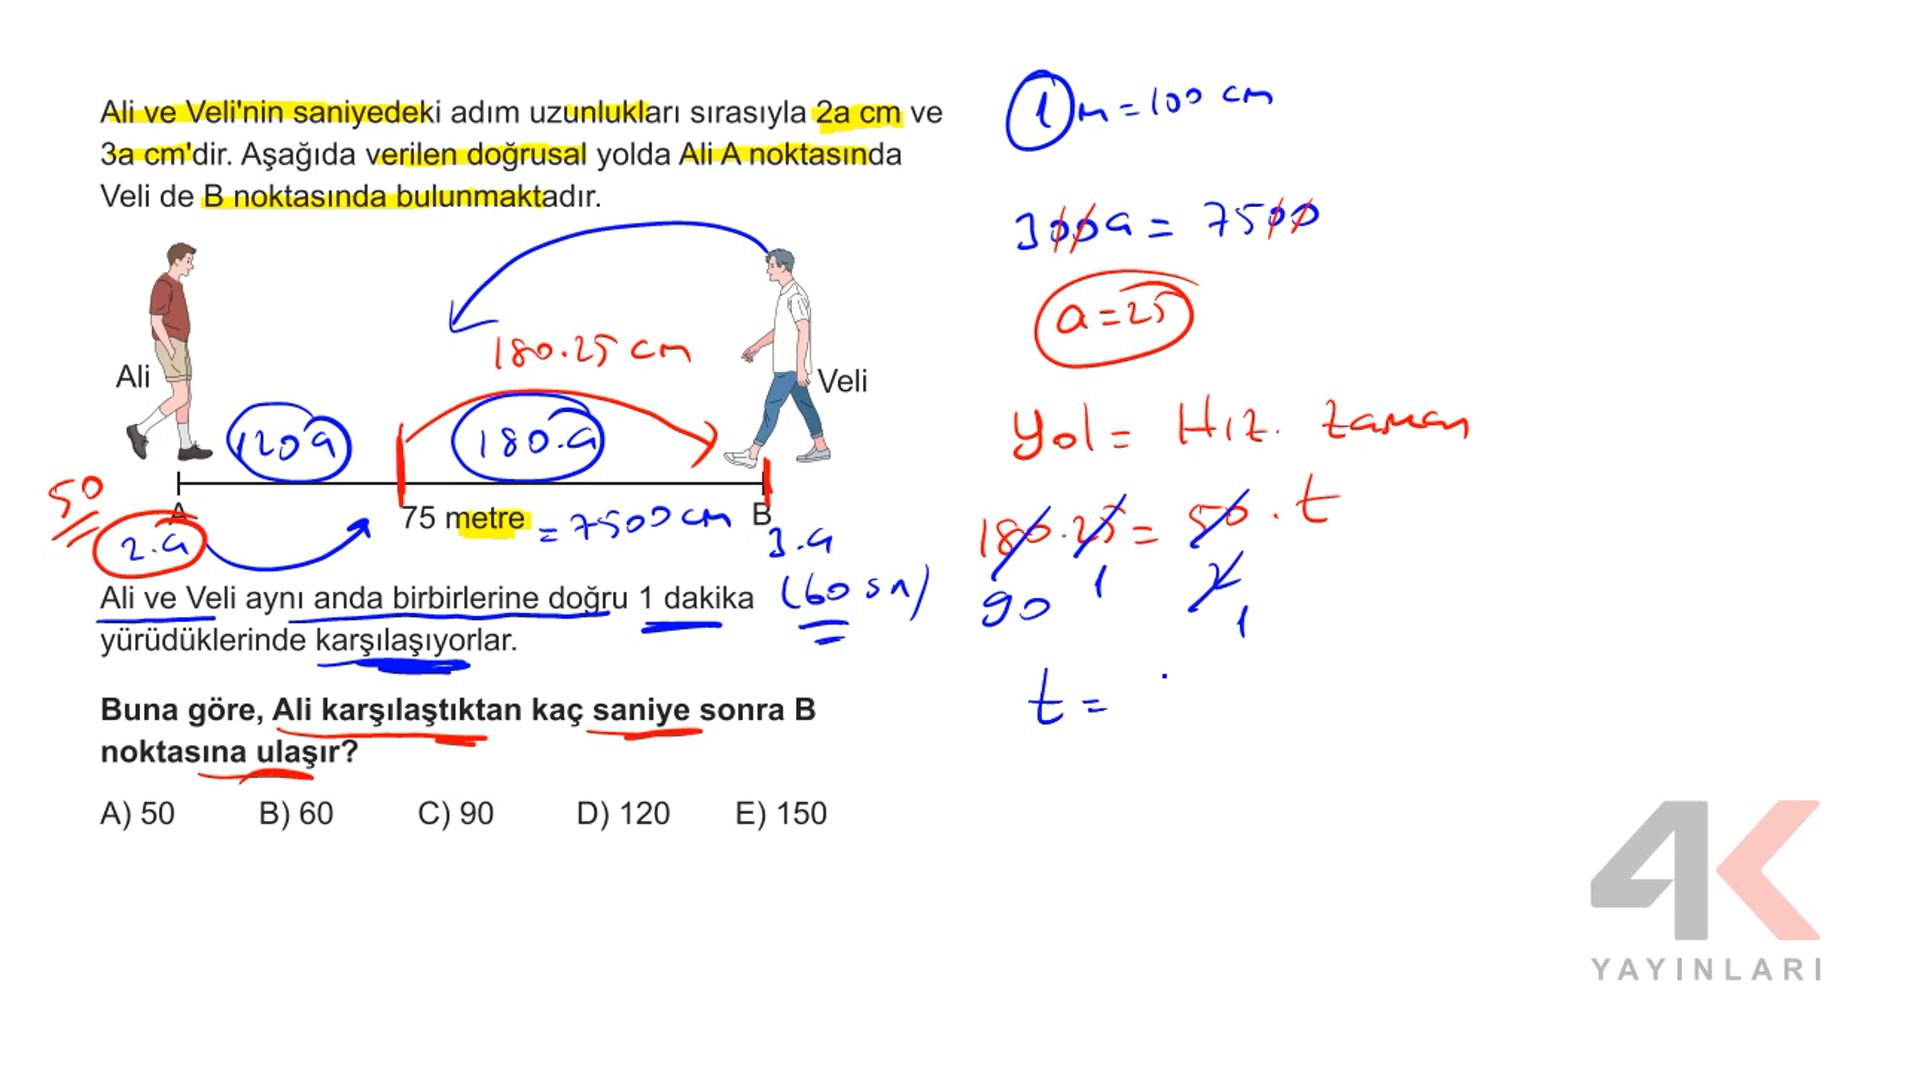 Ali ve Veli'nin saniyedeki adım uzunlukları sırasıyla 2a cm ve
3a cm'dir. Aşağıda verilen doğrusal yolda Ali A noktasında
Veli de B noktasında bulunmaktadır.
Ali
Veli
180.25 cm
120a
180.a
50
A
75 metre = 7500 cm
B
2.a
3.a
Ali ve Veli aynı anda birbirlerine doğru 1 dakika (60 sn)
yürüdüklerinde karşılaşıyorlar.
Buna göre, Ali karşılaştıktan kaç saniye sonra B
noktasına ulaşır?
A) 50 B) 60 C) 90 D) 120 E) 150
1 m = 100 cm
300a = 7500
a = 25
Yol = Hız. Zaman
180.25 = 50.t
90 1 2
1
t =
4K
YAYINLARI